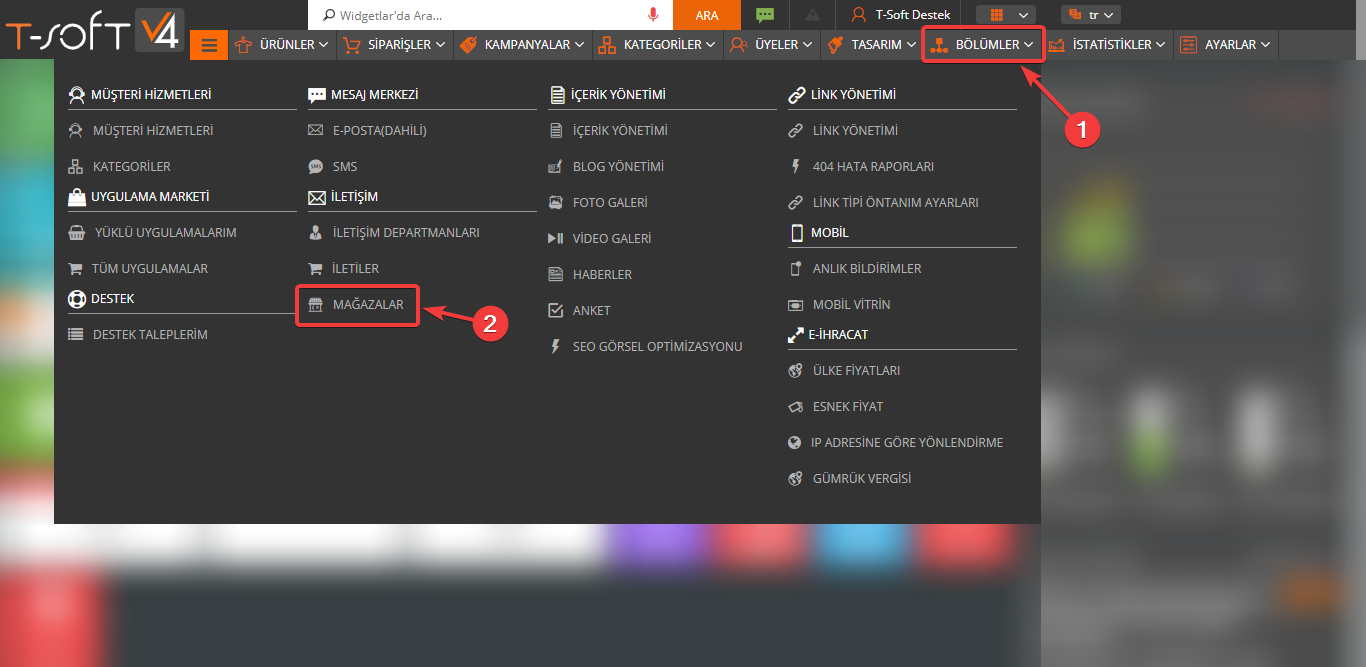 T-SOFT V4
Widgetlar'da Ara...
ARA
T-Soft Destek
tr
ÜRÜNLER
SİPARİŞLER
KAMPANYALAR
KATEGORİLER
ÜYELER
TASARIM
BÖLÜMLER
İSTATİSTİKLER
AYARLAR
1
MÜŞTERİ HİZMETLERİ
MÜŞTERİ HİZMETLERİ
KATEGORİLER
UYGULAMA MARKETİ
YÜKLÜ UYGULAMALARIM
TÜM UYGULAMALAR
DESTEK
DESTEK TALEPLERİM
MESAJ MERKEZİ
E-POSTA(DAHİLİ)
SMS
SMS
İLETİŞİM
İLETİŞİM DEPARTMANLARI
İLETİLER
MAĞAZALAR
2
İÇERİK YÖNETİMİ
İÇERİK YÖNETİMİ
BLOG YÖNETİMİ
FOTO GALERİ
VİDEO GALERİ
HABERLER
ANKET
SEO GÖRSEL OPTİMİZASYONU
LİNK YÖNETİMİ
LİNK YÖNETİMİ
404 HATA RAPORLARI
LİNK TİPİ ÖNTANIM AYARLARI
MOBİL
ANLIK BİLDİRİMLER
MOBİL VİTRİN
E-İHRACAT
ÜLKE FİYATLARI
ESNEK FİYAT
IP ADRESİNE GÖRE YÖNLENDİRME
GÜMRÜK VERGİSİ